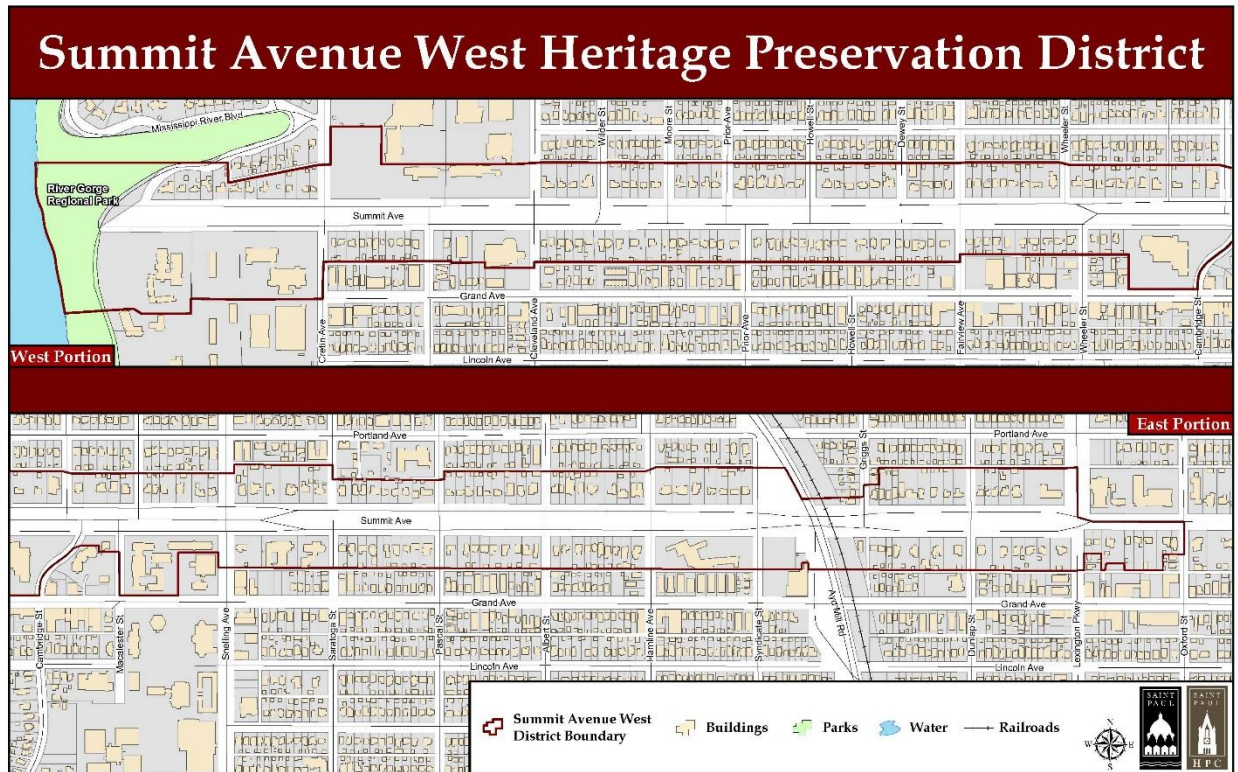 Summit Avenue West Heritage Preservation District
Mississippi River Blvd
Wilder St
Moore St
Prior Ave
Howell St
Dewey St
Wheeler St
River Gorge
Regional Park
Summit Ave
Grand Ave
Cretin Ave
Cleveland Ave
Prior Ave
Howell St
Fairview Ave
Wheeler St
Cambridge St
Lincoln Ave
West Portion
East Portion
Portland Ave
Griggs St
Portland Ave
Summit Ave
Cambridge St
Macalester St
Snelling Ave
Saratoga St
Pascal St
Albert St
Hamline Ave
Syndicate St
Ayd Mill Rd
Dunlap St
Lexington Pkwy
Oxford St
Grand Ave
Grand Ave
Lincoln Ave
Lincoln Ave
Summit Avenue West
District Boundary
Buildings
Parks
Water
Railroads
N
W
E
S
SAINT
PAUL
SAINT
PAUL
HPC